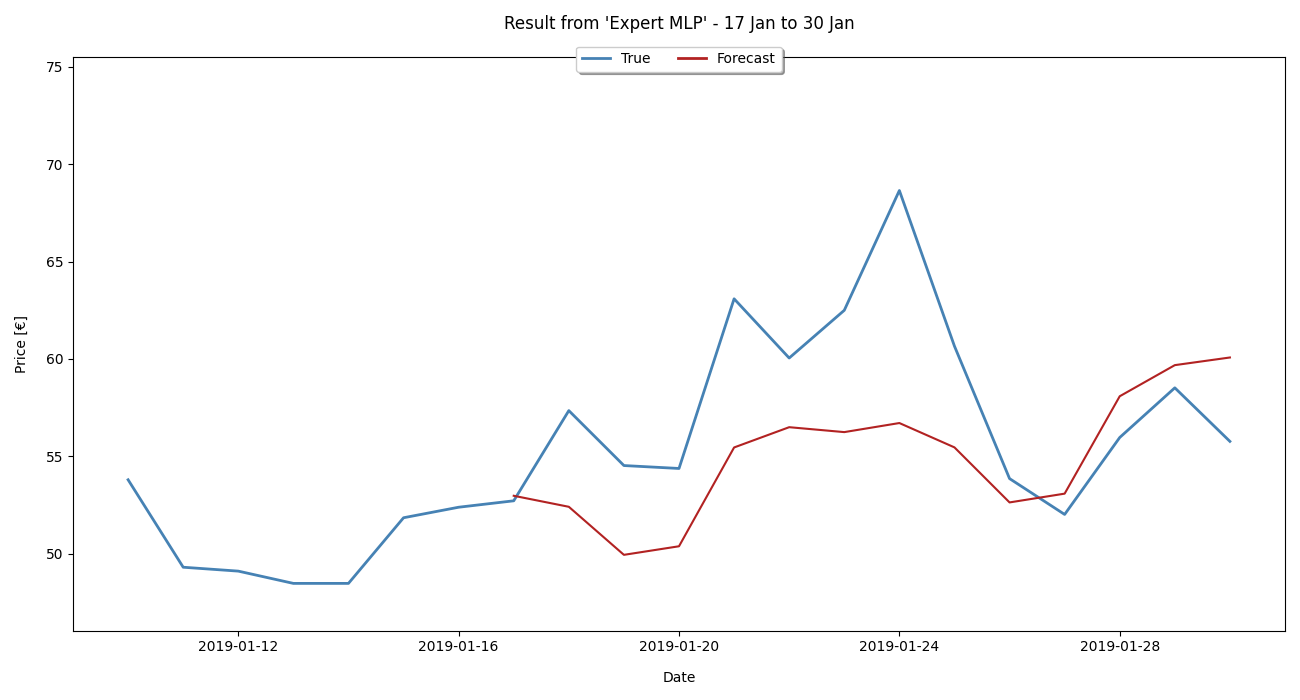 Result from 'Expert MLP' - 17 Jan to 30 Jan
True Forecast
75
70
65
60
55
50
Price [€]
2019-01-12 2019-01-16 2019-01-20 2019-01-24 2019-01-28
Date